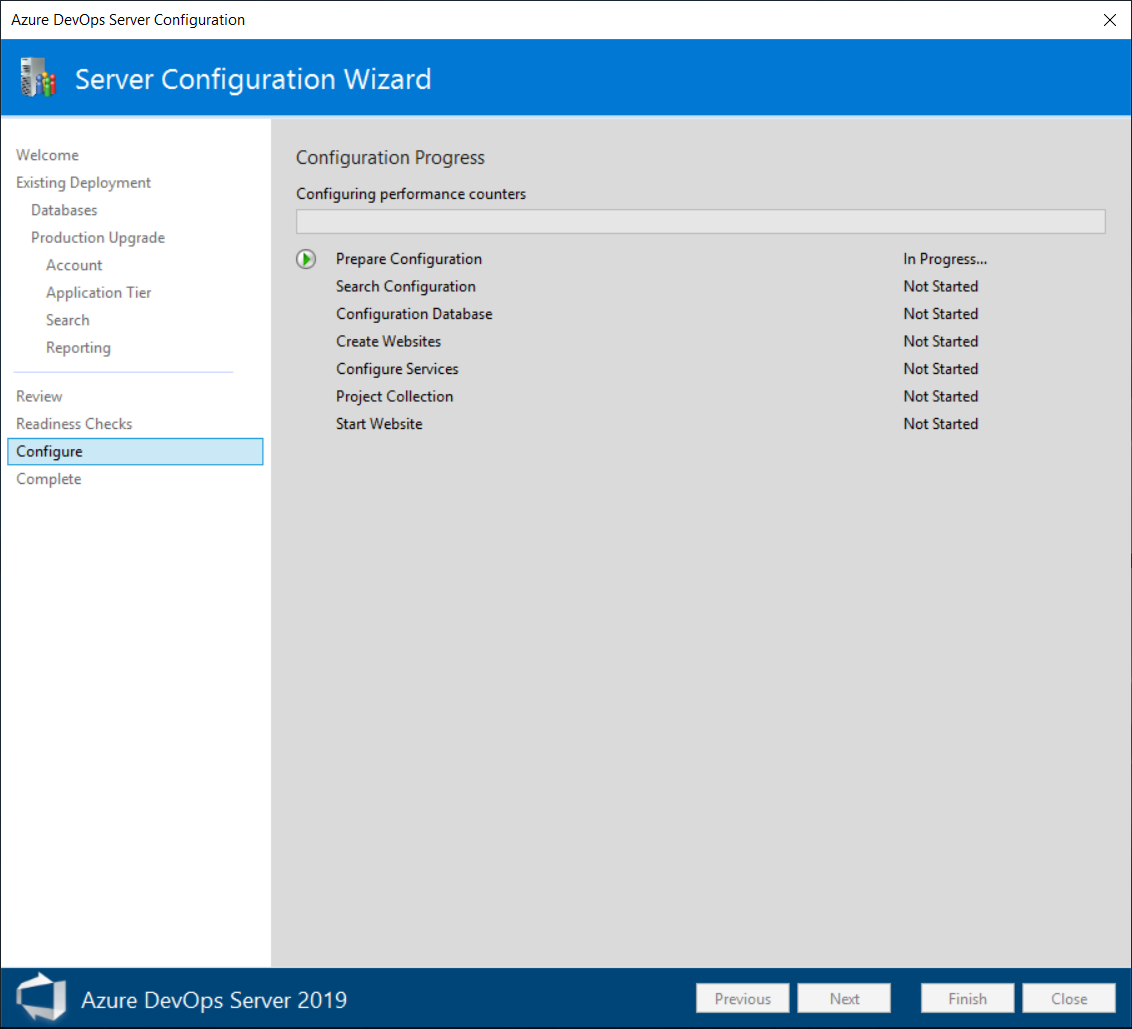 Azure DevOps Server Configuration
Server Configuration Wizard
Welcome
Existing Deployment
Databases
Production Upgrade
Account
Application Tier
Search
Reporting
Review
Readiness Checks
Configure
Complete
Configuration Progress
Configuring performance counters
Prepare Configuration In Progress...
Search Configuration Not Started
Configuration Database Not Started
Create Websites Not Started
Configure Services Not Started
Project Collection Not Started
Start Website Not Started
Azure DevOps Server 2019
Previous Next Finish Close